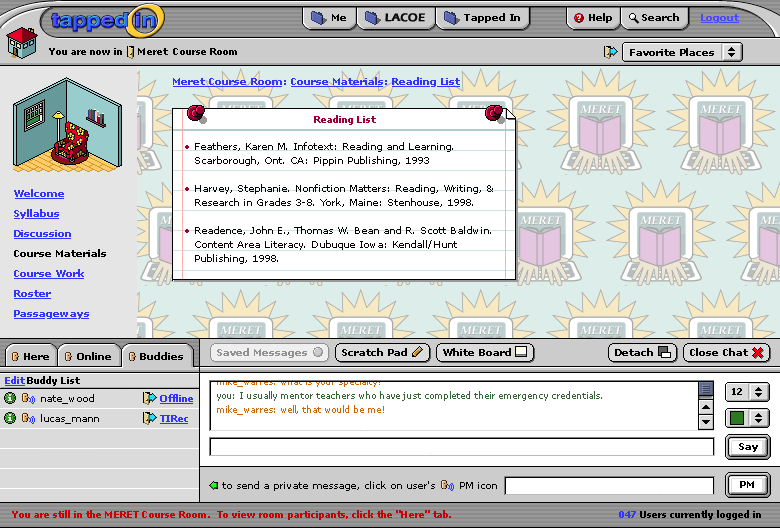 tapped in
Me
LACOE
Tapped In
Help
Search
Logout
You are now in Meret Course Room
Favorite Places
Meret Course Room: Course Materials: Reading List
Reading List
• Feathers, Karen M. Infotext: Reading and Learning.
Scarborough, Ont. CA: Pippin Publishing, 1993
• Harvey, Stephanie. Nonfiction Matters: Reading, Writing, &
Research in Grades 3-8. York, Maine: Stenhouse, 1998.
• Readence, John E., Thomas W. Bean and R. Scott Baldwin.
Content Area Literacy. Dubuque Iowa: Kendall/Hunt
Publishing, 1998.
Welcome
Syllabus
Discussion
Course Materials
Course Work
Roster
Passageways
MERET
MERET
MERET
MERET
MERET
MERET
MERET
MERET
Here
Online
Buddies
Saved Messages
Scratch Pad
White Board
Detach
Close Chat
Edit Buddy List
nate_wood Offline
lucas_mann TIRec
mike_warres: what is your specialty?
you: I usually mentor teachers who have just completed their emergency credentials.
mike_warres: well, that would be me!
12
Say
to send a private message, click on user's PM icon
PM
You are still in the MERET Course Room. To view room participants, click the "Here" tab.
047 Users currently logged in